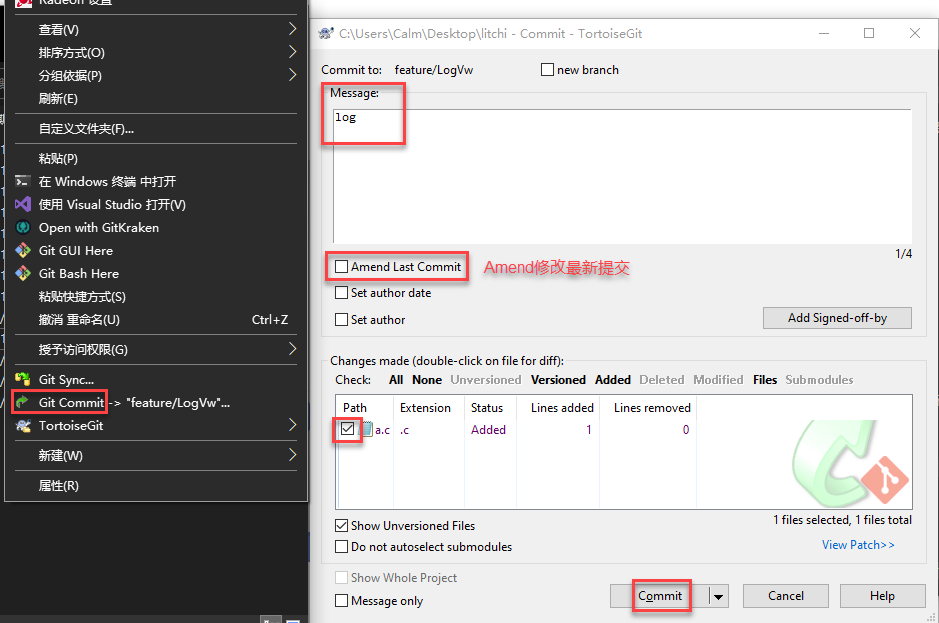 Radeon 设置
查看(V)
排序方式(O)
分组依据(P)
刷新(E)
自定义文件夹(F)...
粘贴(P)
在 Windows 终端 中打开
使用 Visual Studio 打开(V)
Open with GitKraken
Git GUI Here
Git Bash Here
粘贴快捷方式(S)
撤消 重命名(U) Ctrl+Z
授予访问权限(G)
Git Sync...
Git Commit -> "feature/LogVw"...
TortoiseGit
新建(W)
属性(R)
C:\Users\Calm\Desktop\litchi - Commit - TortoiseGit
Commit to: feature/LogVw new branch
Message:
log
1/4
Amend Last Commit Amend修改最新提交
Set author date
Set author Add Signed-off-by
Changes made (double-click on file for diff):
Check: All None Unversioned Versioned Added Deleted Modified Files Submodules
Path Extension Status Lines added Lines removed
a.c .c Added 1 0
Show Unversioned Files 1 files selected, 1 files total
Do not autoselect submodules View Patch>>
Show Whole Project
Message only Commit Cancel Help